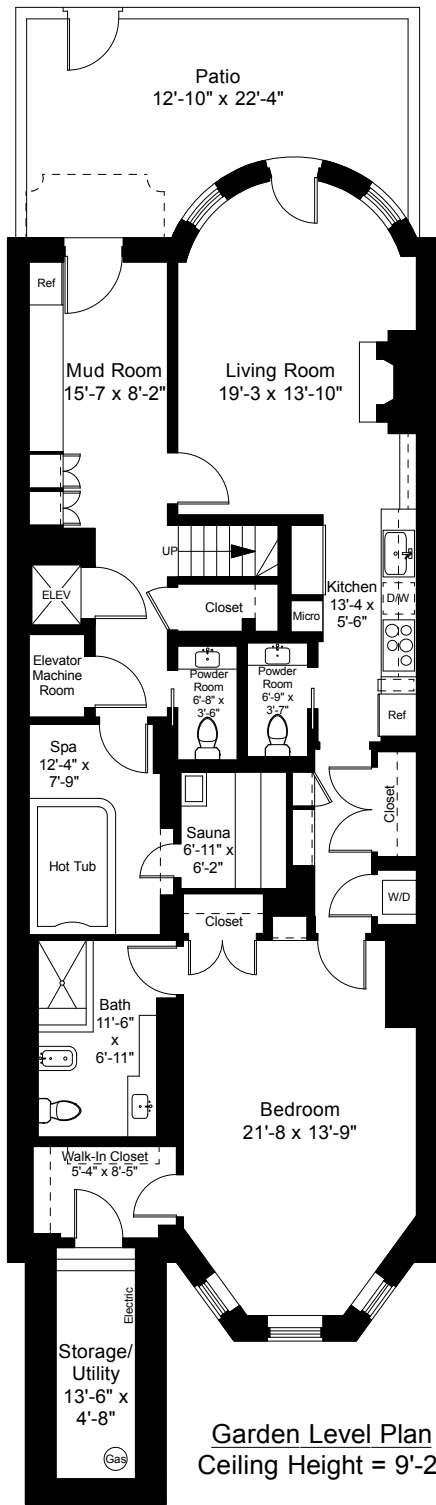 Patio
12'-10" x 22'-4"
Ref
Mud Room
15'-7 x 8'-2"
Living Room
19'-3 x 13'-10"
UP
ELEV
Closet
Kitchen
13'-4 x
5'-6"
D/W
Micro
Ref
Elevator
Machine
Room
Powder
Room
6'-8" x
3'-6"
Powder
Room
6'-9" x
3'-7"
Spa
12'-4" x
7'-9"
Hot Tub
Sauna
6'-11" x
6'-2"
Closet
W/D
Closet
Bath
11'-6"
x
6'-11"
Bedroom
21'-8 x 13'-9"
Walk-In Closet
5'-4" x 8'-5"
Electric
Storage/
Utility
13'-6" x
4'-8"
Gas
Garden Level Plan
Ceiling Height = 9'-2